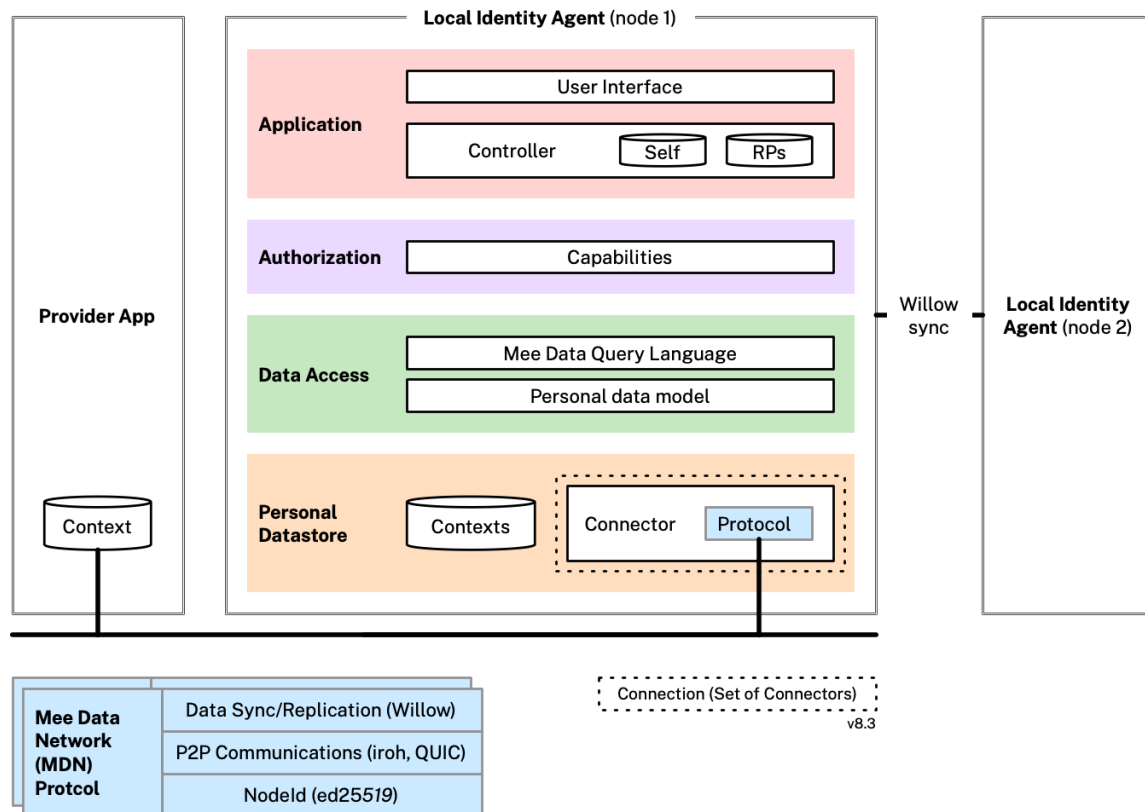 Local Identity Agent (node 1)
User Interface
Application
Controller
Self
RPs
Authorization
Capabilities
Provider App
Willow
sync
Local Identity
Agent (node 2)
Mee Data Query Language
Data Access
Personal data model
Context
Personal
Datastore
Contexts
Connector
Protocol
Mee Data
Network
(MDN)
Protcol
Data Sync/Replication (Willow)
P2P Communications (iroh, QUIC)
NodeId (ed25519)
Connection (Set of Connectors)
v8.3